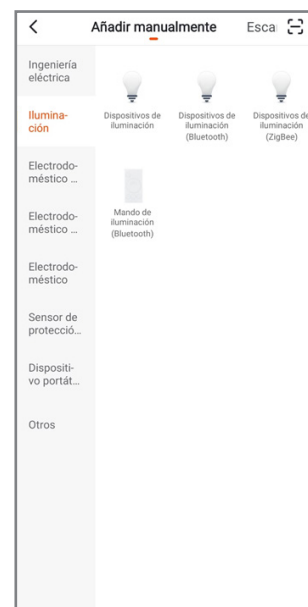 Añadir manualmente
Esca
Ingeniería
eléctrica
Ilumina-
ción
Electrodo-
méstico ...
Electrodo-
méstico ...
Electrodo-
méstico
Sensor de
protecció...
Dispositi-
vo portát...
Otros
Dispositivos de
iluminación
Dispositivos de
iluminación
(Bluetooth)
Dispositivos de
iluminación
(ZigBee)
Mando de
iluminación
(Bluetooth)